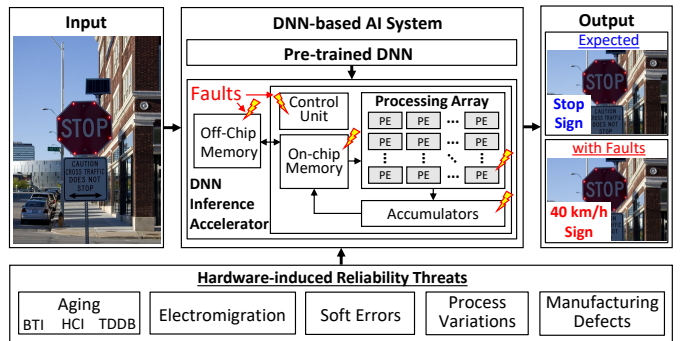 Input
STOP
CAUTION
CROSS TRAFFIC
DOES NOT
STOP
DNN-based AI System
Pre-trained DNN
Faults
Off-Chip
Memory
DNN
Inference
Accelerator
Control
Unit
On-chip
Memory
Processing Array
PE PE ··· PE
PE PE ··· PE
PE PE ··· PE
Accumulators
Output
Expected
STOP
Stop
Sign
with Faults
STOP
40 km/h
Sign
Hardware-induced Reliability Threats
Aging
BTI HCI TDDB
Electromigration
Soft Errors
Process
Variations
Manufacturing
Defects